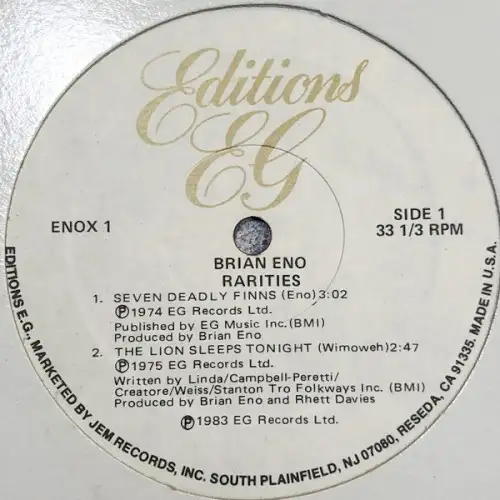 Editions
EG
ENOX 1
SIDE 1
33 1/3 RPM
BRIAN ENO
RARITIES
1. SEVEN DEADLY FINNS (Eno) 3:02
Ⓟ1974 EG Records Ltd.
Published by EG Music Inc.(BMI)
Produced by Brian Eno
2. THE LION SLEEPS TONIGHT (Wimoweh) 2:47
Ⓟ1975 EG Records Ltd.
Written by Linda/Campbell-Peretti/
Creatore/Weiss/Stanton Tro Folkways Inc. (BMI)
Produced by Brian Eno and Rhett Davies
Ⓟ1983 EG Records Ltd.
EDITIONS E.G., MARKETED BY JEM RECORDS, INC. SOUTH PLAINFIELD, NJ 07080, RESEDA, CA 91335. MADE IN U.S.A.